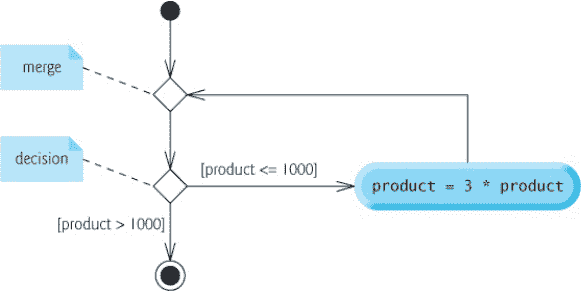 merge
decision
[product <= 1000]
product = 3 * product
[product > 1000]